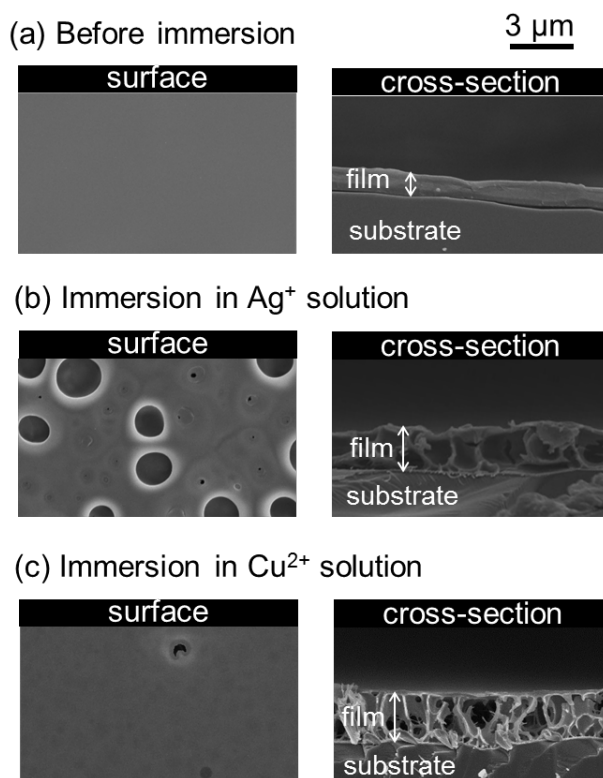 (a) Before immersion
3 µm
surface
cross-section
film
substrate
(b) Immersion in Ag⁺ solution
surface
cross-section
film
substrate
(c) Immersion in Cu²⁺ solution
surface
cross-section
film
substrate